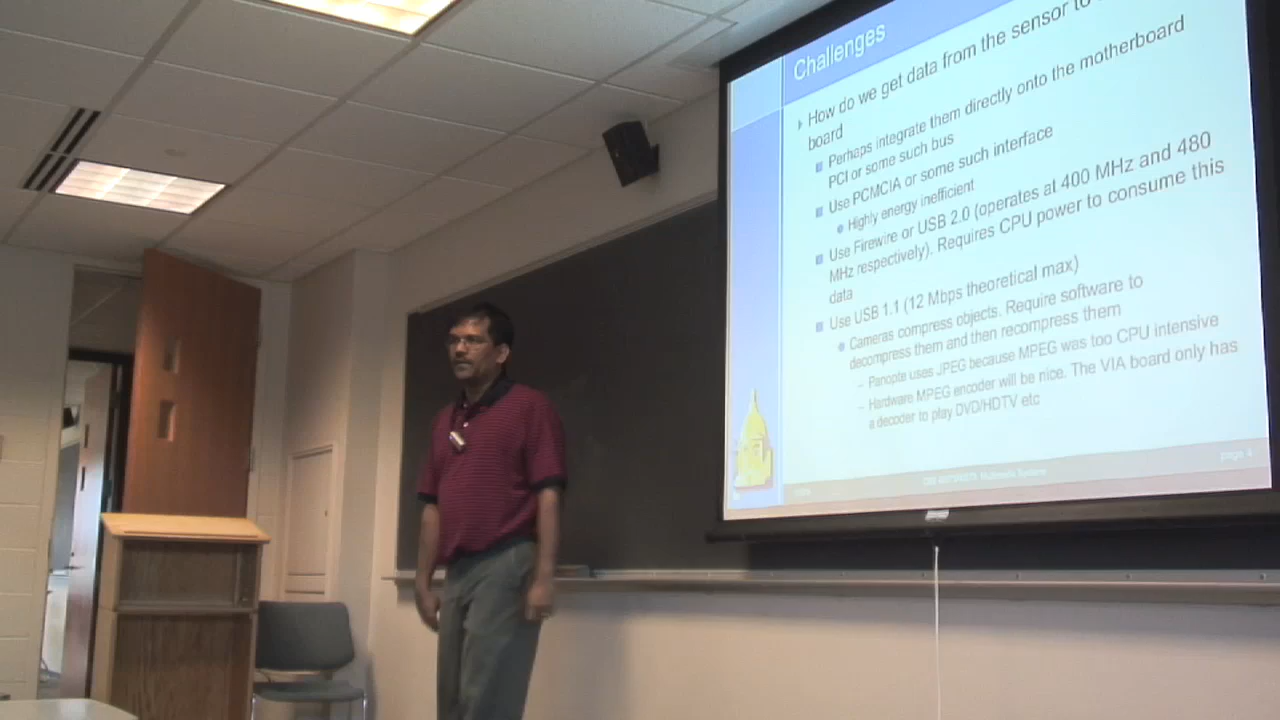 Challenges
How do we get data from the sensor to
board
Perhaps integrate them directly onto the motherboard
PCI or some such bus
Use PCMCIA or some such interface
Highly energy inefficient
Use Firewire or USB 2.0 (operates at 400 MHz and 480
MHz respectively). Requires CPU power to consume this
data
Use USB 1.1 (12 Mbps theoretical max)
Cameras compress objects. Require software to
decompress them and then recompress them
– Panopte uses JPEG because MPEG was too CPU intensive
– Hardware MPEG encoder will be nice. The VIA board only has
a decoder to play DVD/HDTV etc
Multimedia Systems
page 4